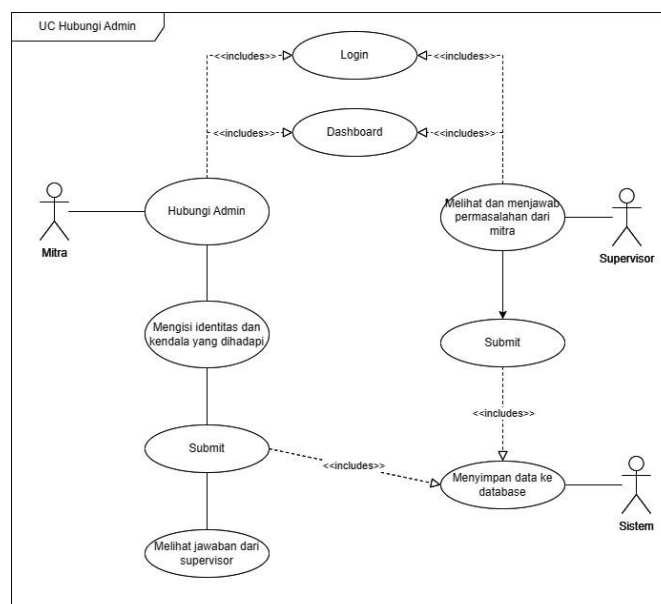 UC Hubungi Admin
<<includes>>
Login
<<includes>>
<<includes>>
Dashboard
<<includes>>
Mitra
Hubungi Admin
Melihat dan menjawab
permasalahan dari
mitra
Supervisor
Mengisi identitas dan
kendala yang dihadapi
Submit
<<includes>>
Submit
<<includes>>
Menyimpan data ke
database
Sistem
Melihat jawaban dari
supervisor